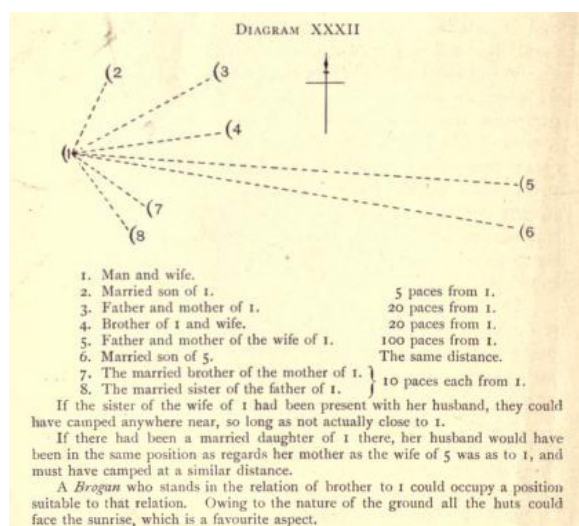 DIAGRAM XXXII
(2
(3
(4
(1
(5
(7
(6
(8
1. Man and wife.
2. Married son of 1. 5 paces from 1.
3. Father and mother of 1. 20 paces from 1.
4. Brother of 1 and wife. 20 paces from 1.
5. Father and mother of the wife of 1. 100 paces from 1.
6. Married son of 5. The same distance.
7. The married brother of the mother of 1. } 10 paces each from 1.
8. The married sister of the father of 1.
If the sister of the wife of 1 had been present with her husband, they could
have camped anywhere near, so long as not actually close to 1.
If there had been a married daughter of 1 there, her husband would have
been in the same position as regards her mother as the wife of 5 was as to 1, and
must have camped at a similar distance.
A Brogan who stands in the relation of brother to 1 could occupy a position
suitable to that relation. Owing to the nature of the ground all the huts could
face the sunrise, which is a favourite aspect.